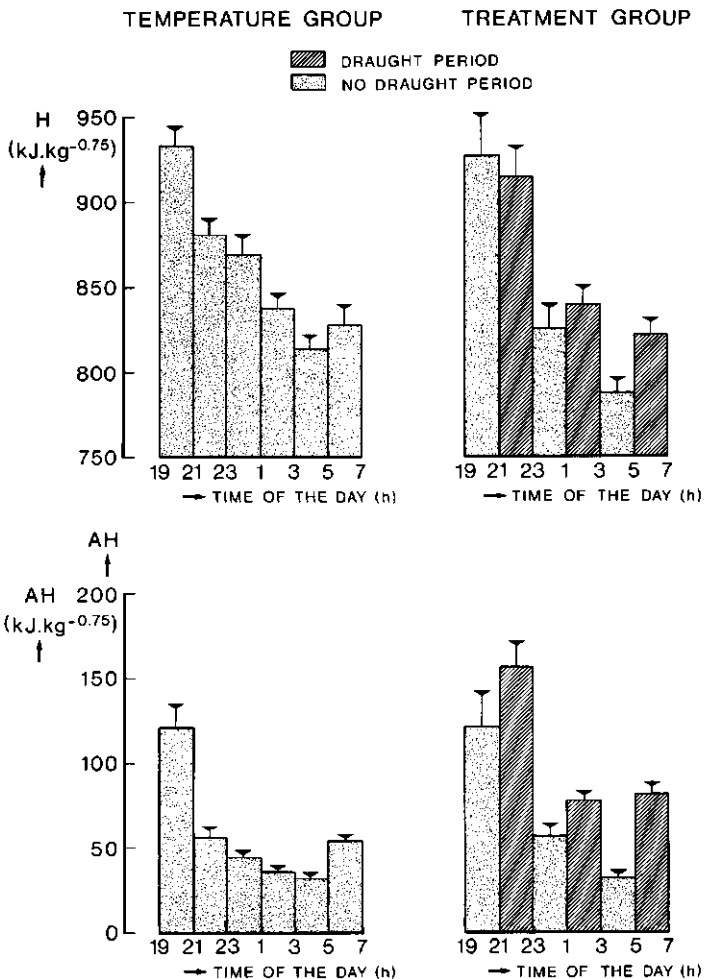 TEMPERATURE GROUP TREATMENT GROUP
DRAUGHT PERIOD
NO DRAUGHT PERIOD
H
(kJ.kg⁻⁰·⁷⁵)
950
900
850
800
750
19 21 23 1 3 5 7
→ TIME OF THE DAY (h)
19 21 23 1 3 5 7
→ TIME OF THE DAY (h)
AH
AH
(kJ.kg⁻⁰·⁷⁵)
200
150
100
50
0
19 21 23 1 3 5 7
→ TIME OF THE DAY (h)
19 21 23 1 3 5 7
→ TIME OF THE DAY (h)